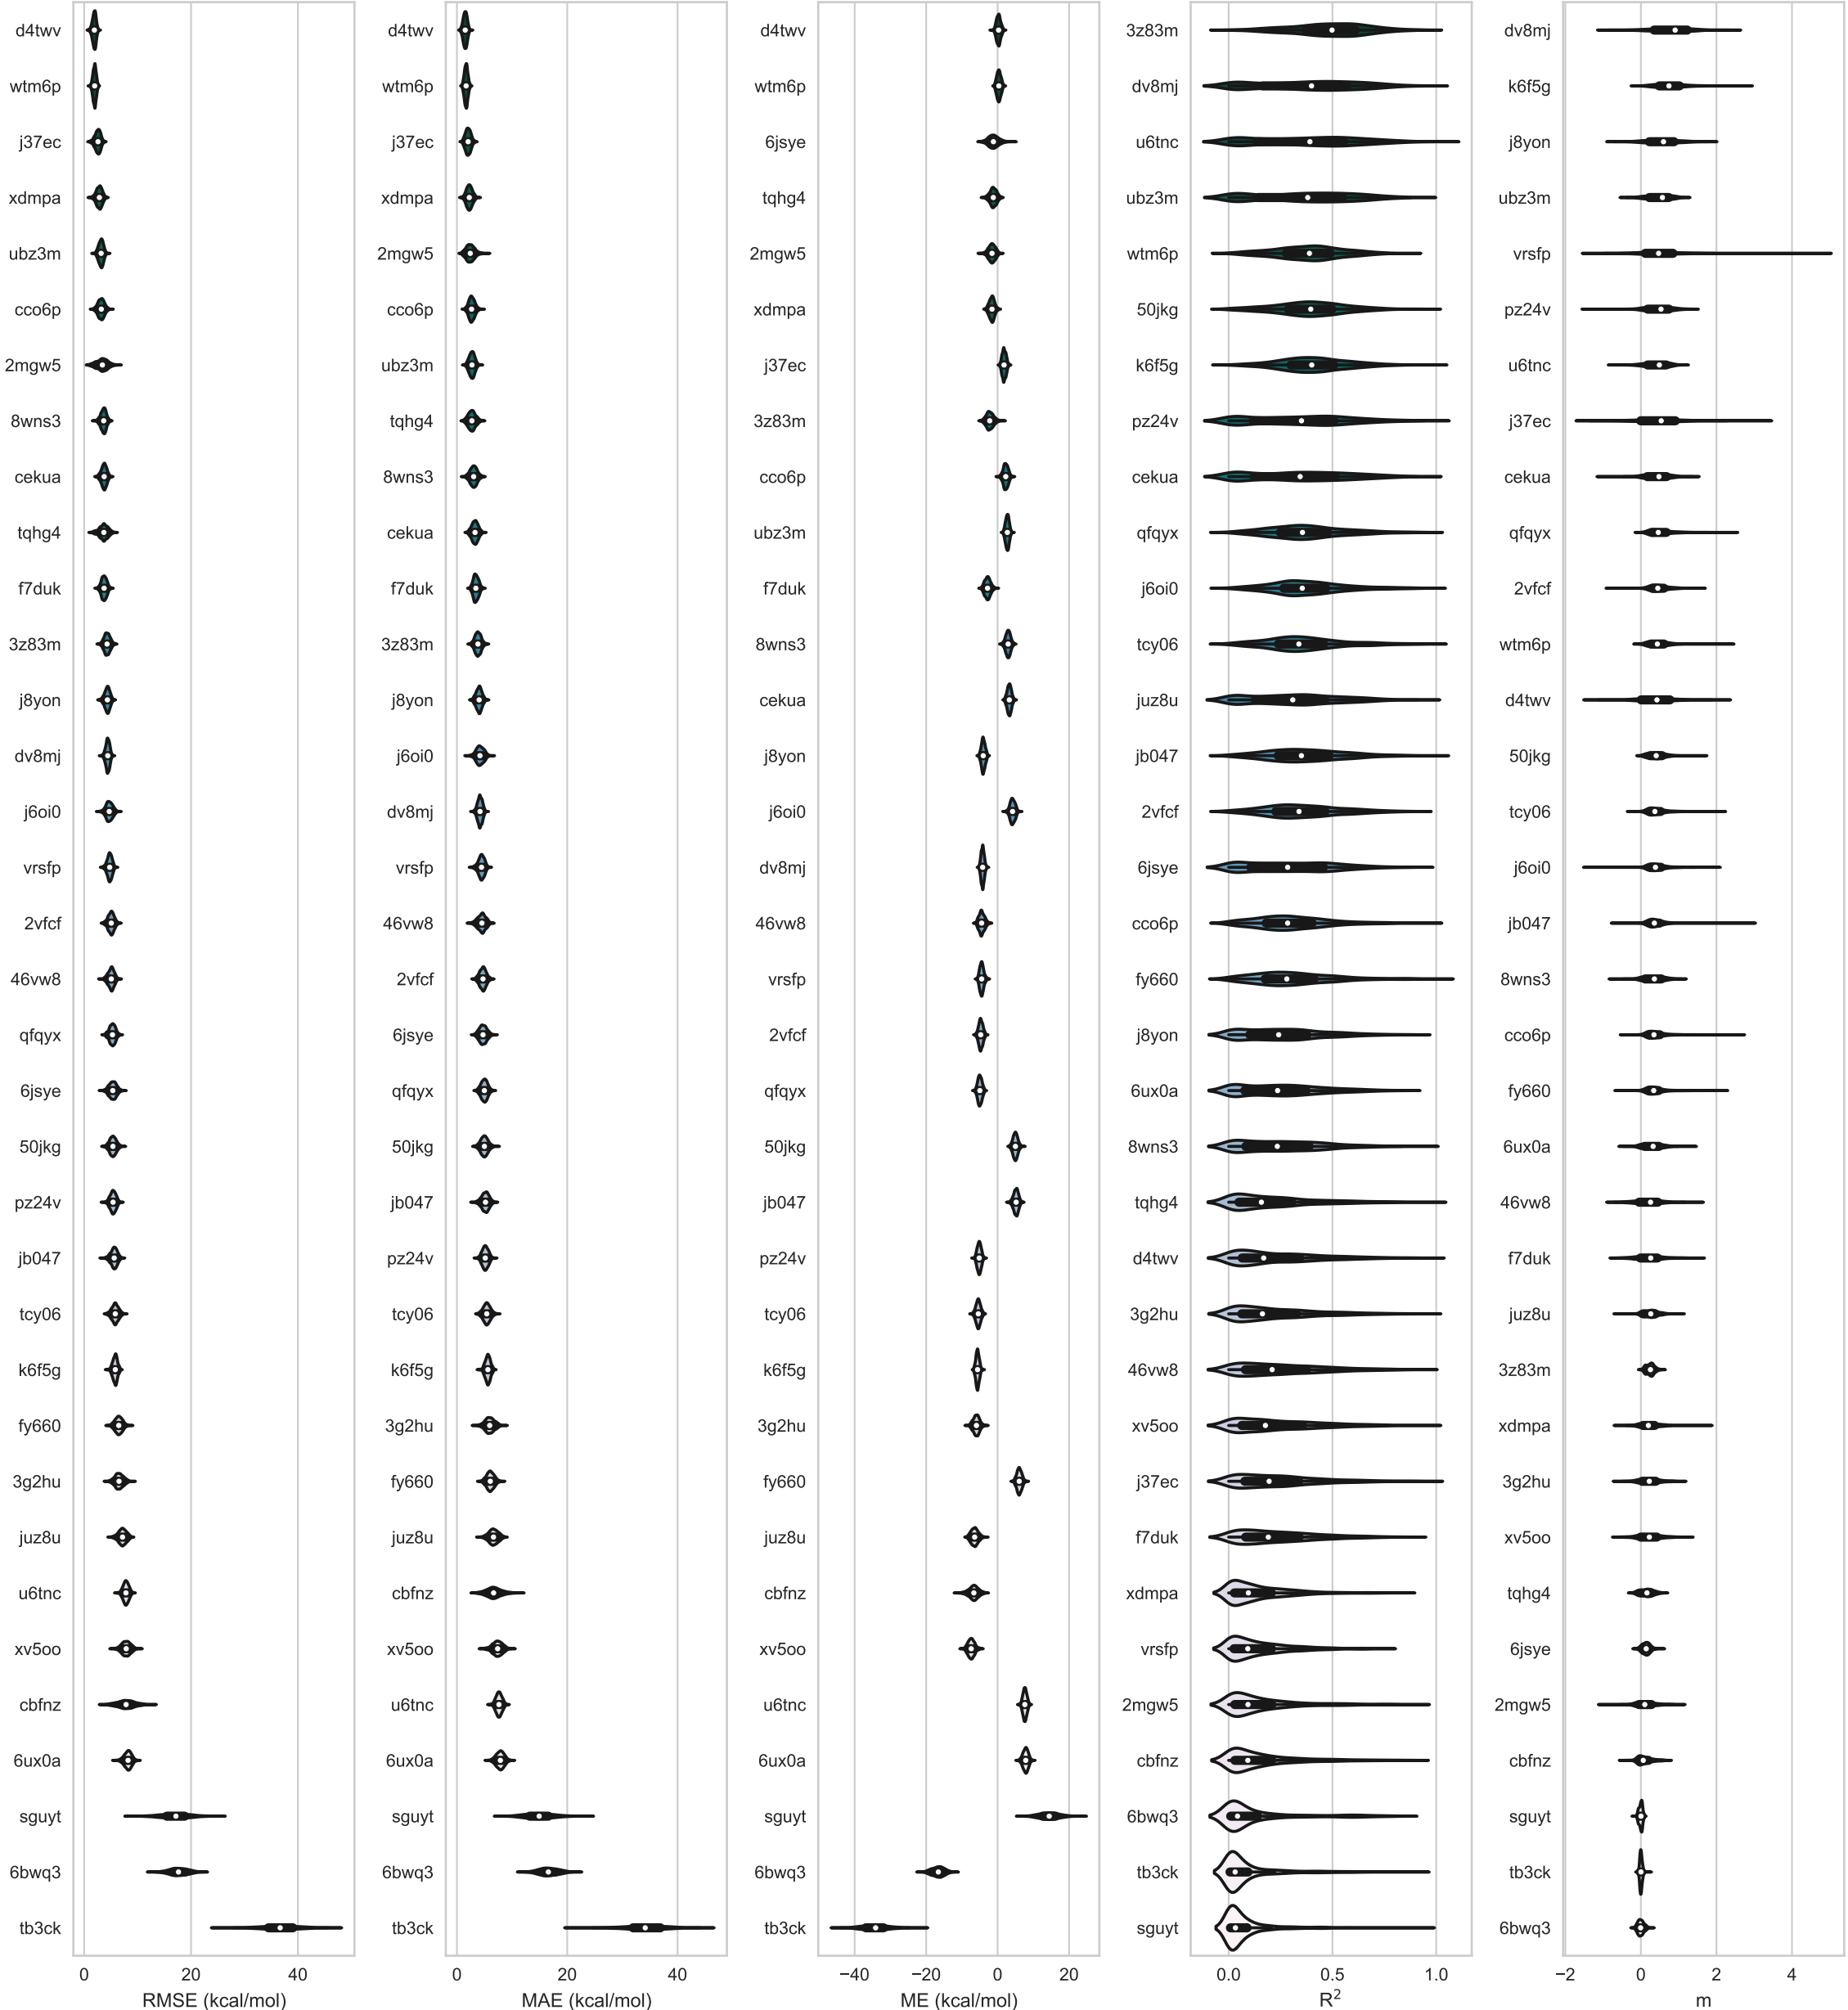 d4twv d4twv d4twv 3z83m dv8mj
wtm6p wtm6p wtm6p dv8mj k6f5g
j37ec j37ec 6jsye u6tnc j8yon
xdmpa xdmpa tqhg4 ubz3m ubz3m
ubz3m 2mgw5 2mgw5 wtm6p vrsfp
cco6p cco6p xdmpa 50jkg pz24v
2mgw5 ubz3m j37ec k6f5g u6tnc
8wns3 tqhg4 3z83m pz24v j37ec
cekua 8wns3 cco6p cekua cekua
tqhg4 cekua ubz3m qfqyx qfqyx
f7duk f7duk f7duk j6oi0 2vfcf
3z83m 3z83m 8wns3 tcy06 wtm6p
j8yon j8yon cekua juz8u d4twv
dv8mj j6oi0 j8yon jb047 50jkg
j6oi0 dv8mj j6oi0 2vfcf tcy06
vrsfp vrsfp dv8mj 6jsye j6oi0
2vfcf 46vw8 46vw8 cco6p jb047
46vw8 2vfcf vrsfp fy660 8wns3
qfqyx 6jsye 2vfcf j8yon cco6p
6jsye qfqyx qfqyx 6ux0a fy660
50jkg 50jkg 50jkg 8wns3 6ux0a
pz24v jb047 jb047 tqhg4 46vw8
jb047 pz24v pz24v d4twv f7duk
tcy06 tcy06 tcy06 3g2hu juz8u
k6f5g k6f5g k6f5g 46vw8 3z83m
fy660 3g2hu 3g2hu xv5oo xdmpa
3g2hu fy660 fy660 j37ec 3g2hu
juz8u juz8u juz8u f7duk xv5oo
u6tnc cbfnz cbfnz xdmpa tqhg4
xv5oo xv5oo xv5oo vrsfp 6jsye
cbfnz u6tnc u6tnc 2mgw5 2mgw5
6ux0a 6ux0a 6ux0a cbfnz cbfnz
sguyt sguyt sguyt 6bwq3 sguyt
6bwq3 6bwq3 6bwq3 tb3ck tb3ck
tb3ck tb3ck tb3ck sguyt 6bwq3
0 20 40 0 20 40 −40 −20 0 20 0.0 0.5 1.0 −2 0 2 4
RMSE (kcal/mol) MAE (kcal/mol) ME (kcal/mol) R² m